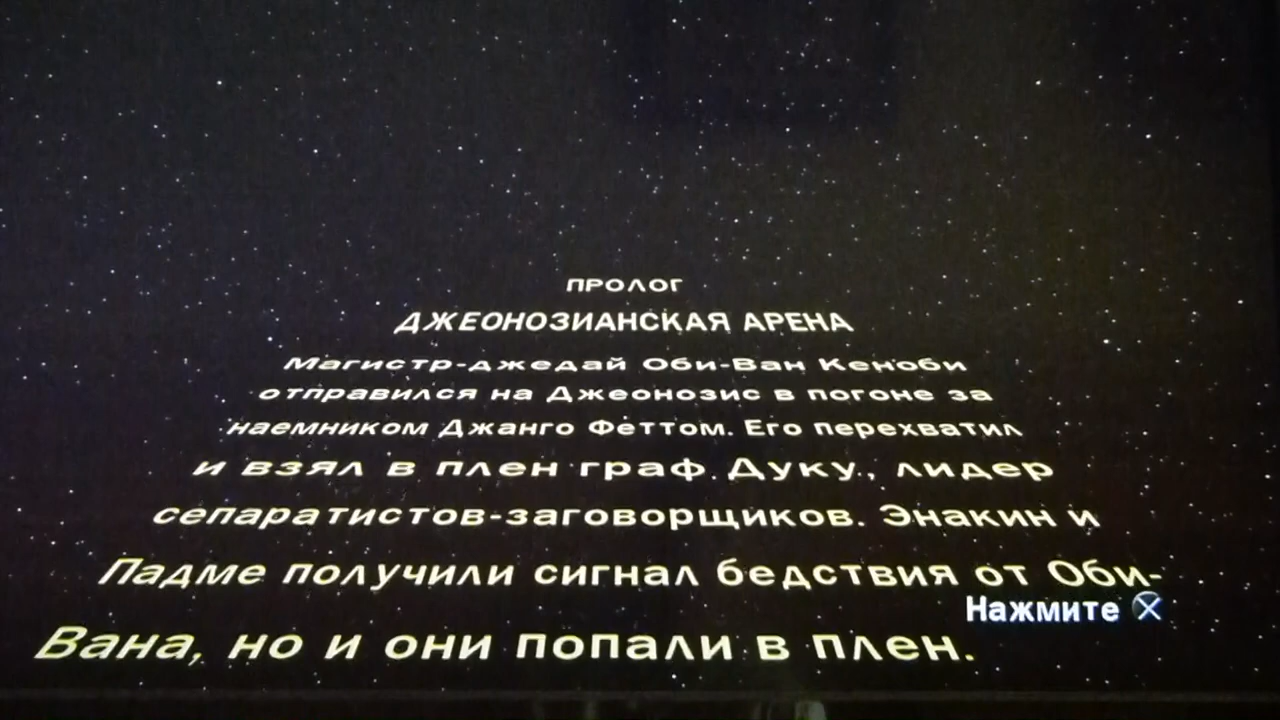 ПРОЛОГ
ДЖЕОНОЗИАНСКАЯ АРЕНА
Магистр-джедай Оби-Ван Кеноби
отправился на Джеонозис в погоне за
наемником Джанго Феттом. Его перехватил
и взял в плен граф Дуку, лидер
сепаратистов-заговорщиков. Энакин и
Падме получили сигнал бедствия от Оби-
Нажмите
Вана, но и они попали в плен.